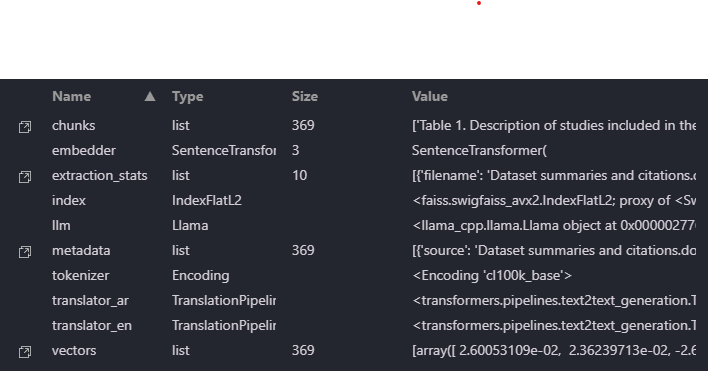 Name ▲ Type Size Value
chunks list 369 ['Table 1. Description of studies included in the
embedder SentenceTransfor 3 SentenceTransformer(
extraction_stats list 10 [{'filename': 'Dataset summaries and citations.d
index IndexFlatL2 <faiss.swigfaiss_avx2.IndexFlatL2; proxy of <Sw
llm Llama <llama_cpp.llama.Llama object at 0x0000027
metadata list 369 [{'source': 'Dataset summaries and citations.do
tokenizer Encoding <Encoding 'cl100k_base'>
translator_ar TranslationPipelin <transformers.pipelines.text2text_generation.T
translator_en TranslationPipelin <transformers.pipelines.text2text_generation.T
vectors list 369 [array([ 2.60053109e-02, 2.36239713e-02, -2.6